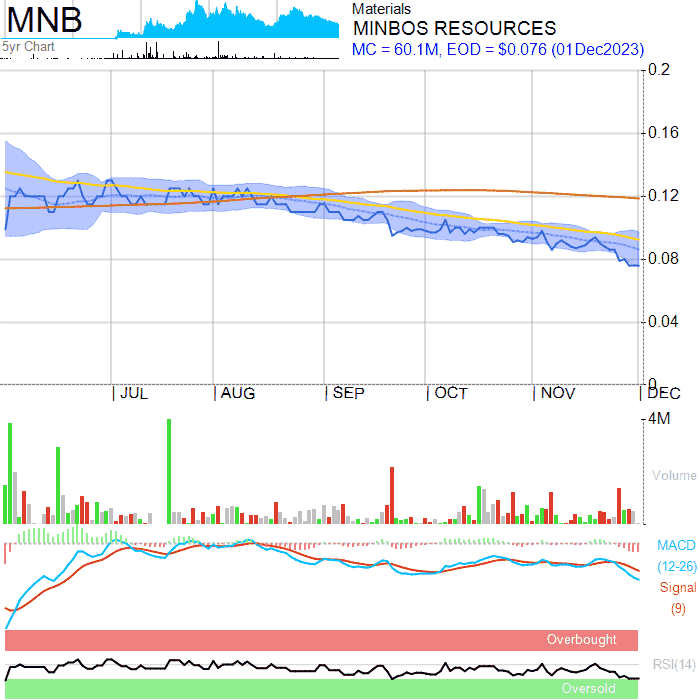 MNB
5yr Chart
Materials
MINBOS RESOURCES
MC = 60.1M, EOD = $0.076 (01Dec2023)
0.2
0.16
0.12
0.08
0.04
0
JUL AUG SEP OCT NOV DEC
4M
Volume
MACD
(12-26)
Signal
(9)
Overbought
RSI(14)
Oversold